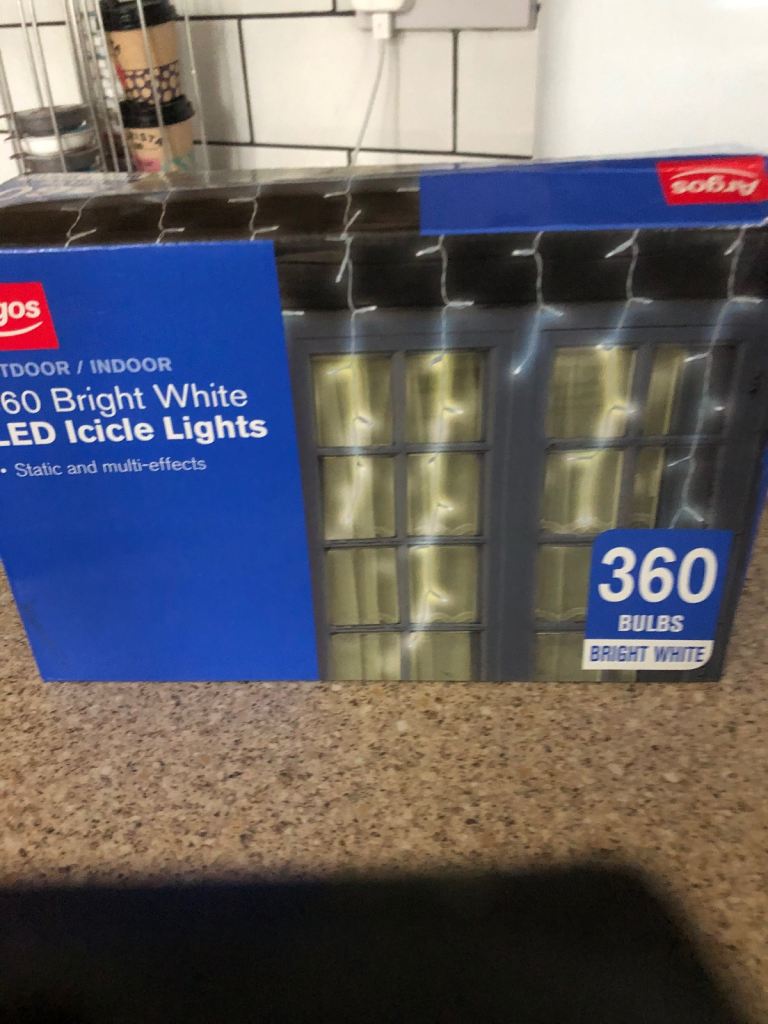 Argos
gos
TDOOR / INDOOR
60 Bright White
LED Icicle Lights
• Static and multi-effects
360
BULBS
BRIGHT WHITE